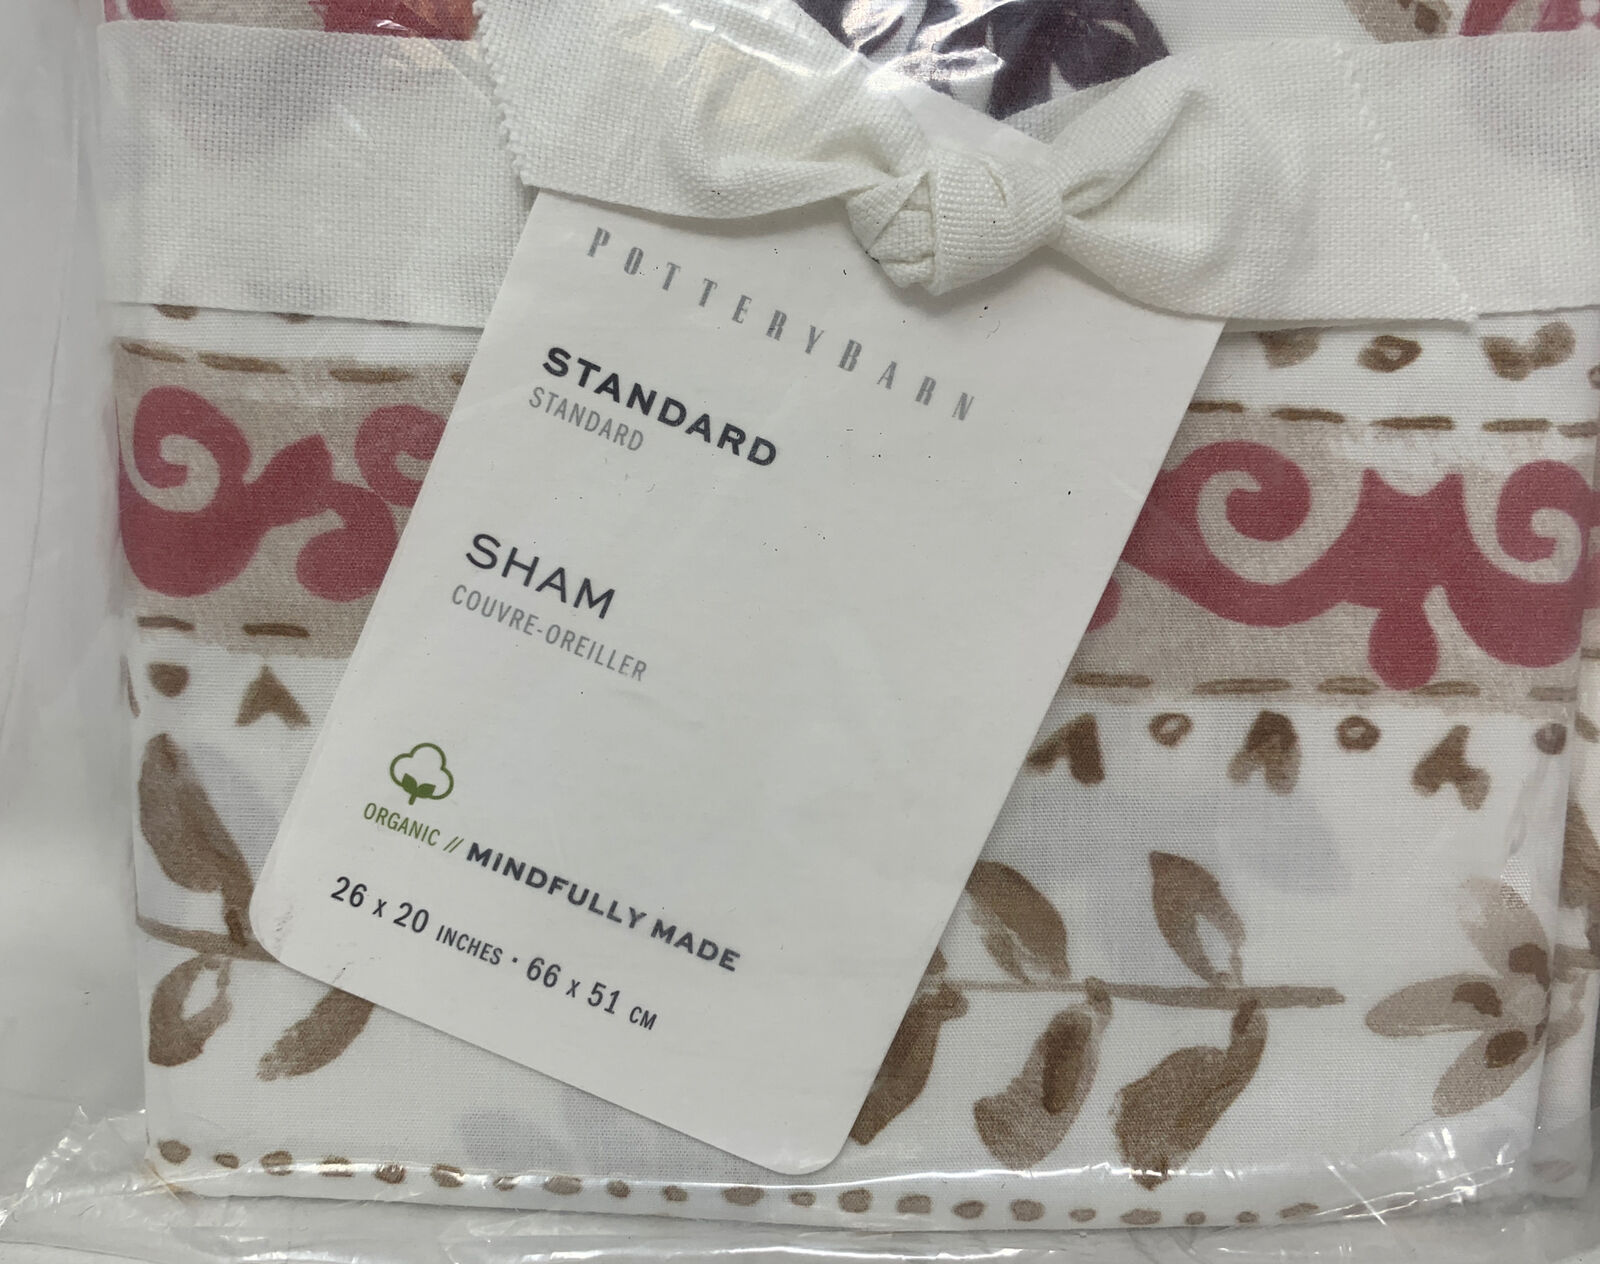 POTTERYBARN
STANDARD
STANDARD
SHAM
COUVRE-OREILLER
ORGANIC // MINDFULLY MADE
26 x 20 INCHES · 66 x 51 CM